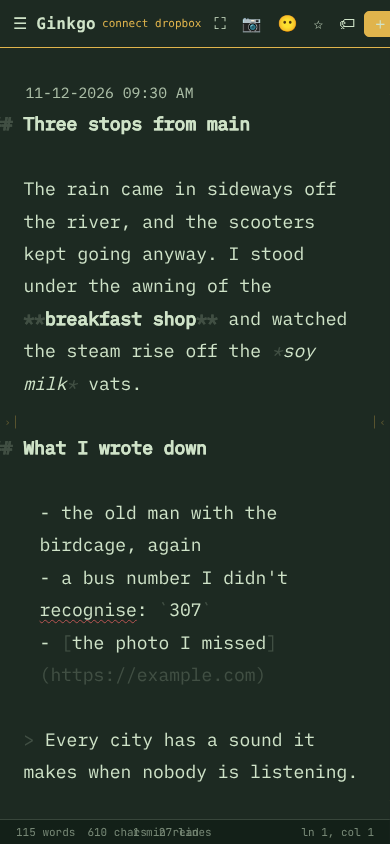 Ginkgo connect dropbox
11-12-2026 09:30 AM
# Three stops from main
The rain came in sideways off
the river, and the scooters
kept going anyway. I stood
under the awning of the
**breakfast shop** and watched
the steam rise off the *soy
milk* vats.
# What I wrote down
- the old man with the
birdcage, again
- a bus number I didn't
recognise: `307`
- [the photo I missed]
(https://example.com)
> Every city has a sound it
makes when nobody is listening.
115 words 610 chars 27 lines ln 1, col 1